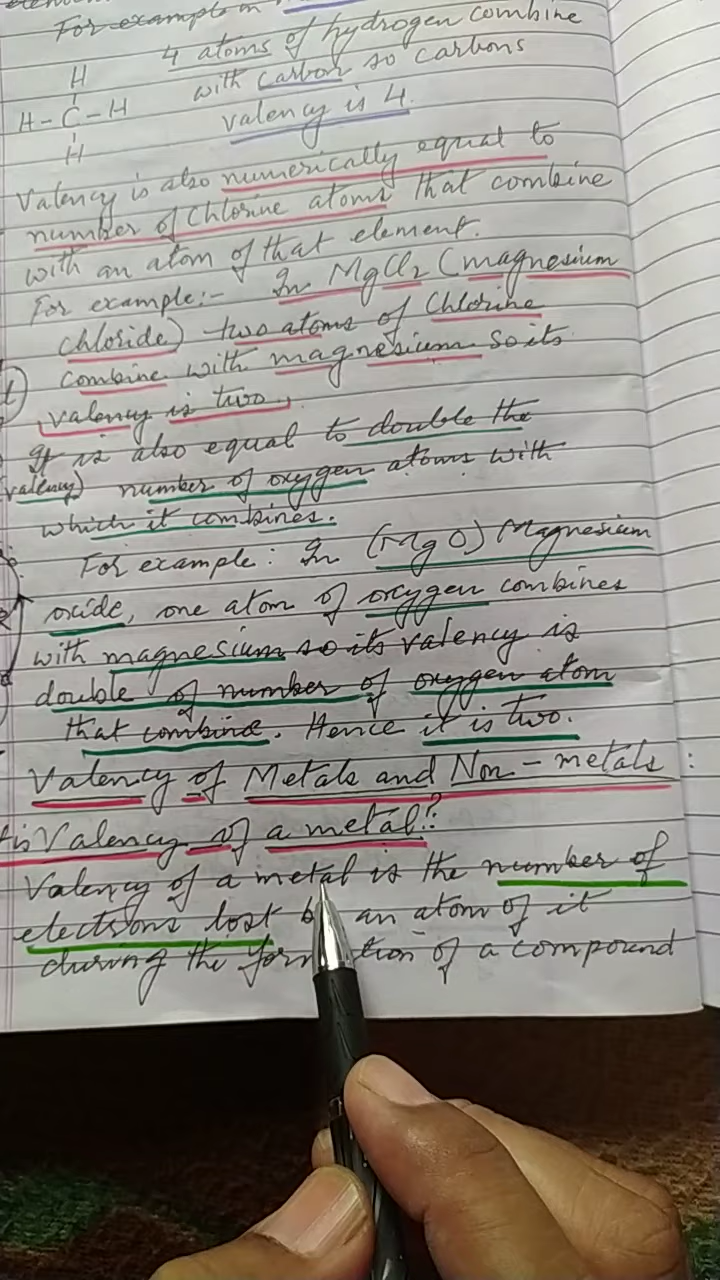 For example in
4 atoms of hydrogen combine
H
with carbon so carbons
H - C - H
valency is 4.
H
Valency is also numerically equal to
number of Chlorine atoms that combine
with an atom of that element.
For example:- In MgCl2 (magnesium
chloride) two atoms of Chlorine
combine with magnesium so its
valency is two.
It is also equal to double the
(valency) number of oxygen atoms with
which it combines.
For example: In (MgO) Magnesium
oxide, one atom of oxygen combines
with magnesium so its valency is
double of number of oxygen atom
that combine. Hence it is two.
Valency of Metals and Non-metals:
is Valency of a metal?
Valency of a metal is the number of
electrons lost an atom of it
during the of a compound